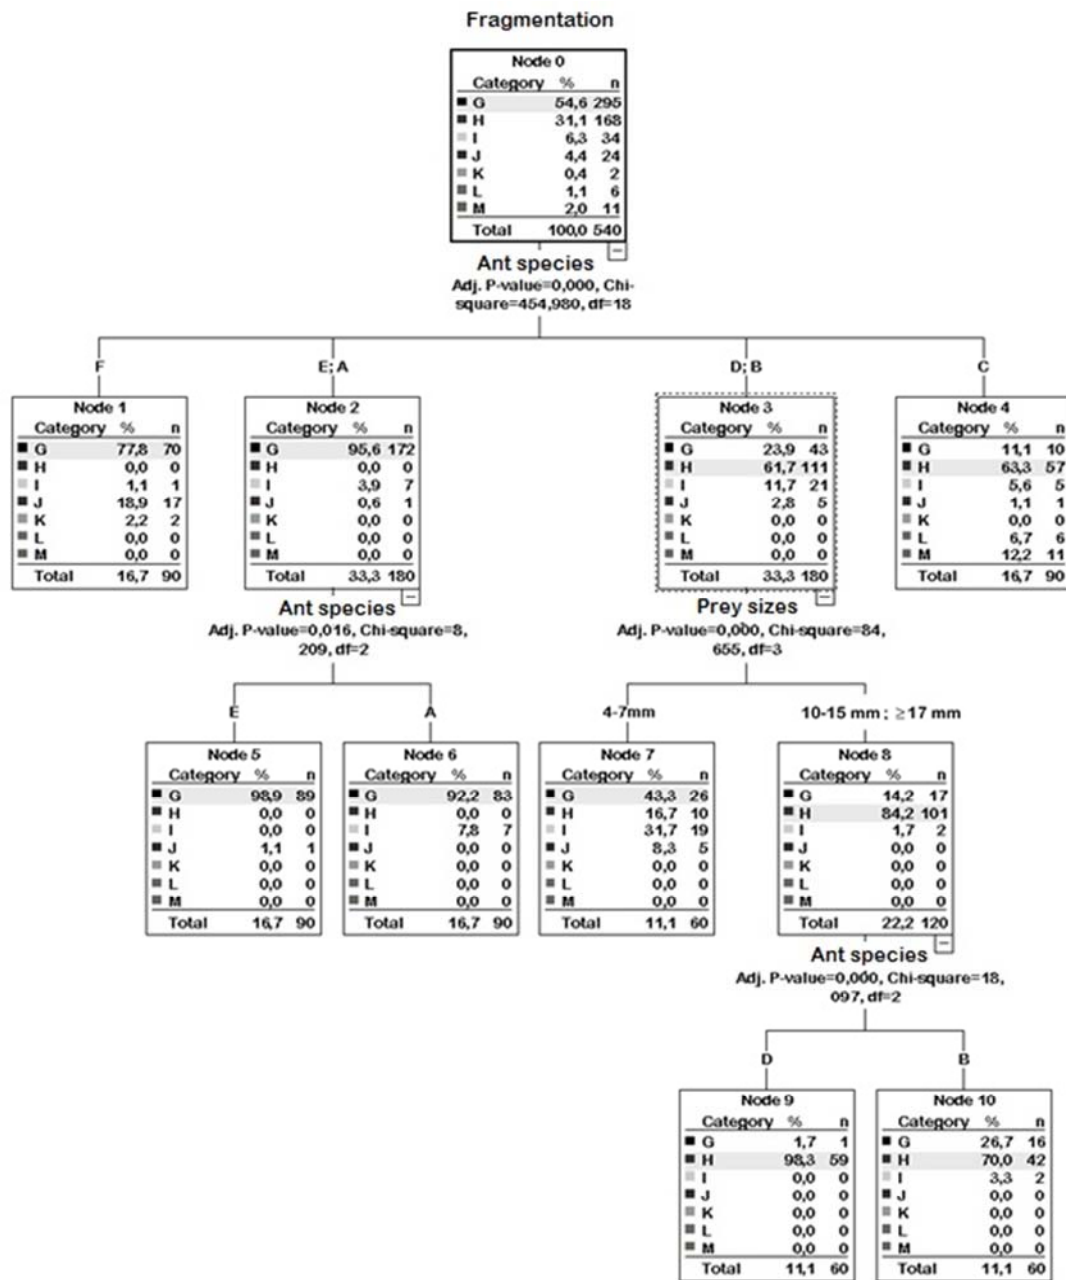 Fragmentation
Node 0
Category % n
G 54,6 295
H 31,1 168
I 6,3 34
J 4,4 24
K 0,4 2
L 1,1 6
M 2,0 11
Total 100,0 540
Ant species
Adj. P-value=0,000, Chi-
square=454,980, df=18
F
E; A
D; B
C
Node 1
Category % n
G 77,8 70
H 0,0 0
I 1,1 1
J 18,9 17
K 2,2 2
L 0,0 0
M 0,0 0
Total 16,7 90
Node 2
Category % n
G 95,6 172
H 0,0 0
I 3,9 7
J 0,6 1
K 0,0 0
L 0,0 0
M 0,0 0
Total 33,3 180
Node 3
Category % n
G 23,9 43
H 61,7 111
I 11,7 21
J 2,8 5
K 0,0 0
L 0,0 0
M 0,0 0
Total 33,3 180
Node 4
Category % n
G 11,1 10
H 63,3 57
I 5,6 5
J 1,1 1
K 0,0 0
L 6,7 6
M 12,2 11
Total 16,7 90
Ant species
Adj. P-value=0,016, Chi-square=8,
209, df=2
Prey sizes
Adj. P-value=0,000, Chi-square=84,
655, df=3
E
A
4-7mm
10-15 mm ; ≥17 mm
Node 5
Category % n
G 98,9 89
H 0,0 0
I 0,0 0
J 1,1 1
K 0,0 0
L 0,0 0
M 0,0 0
Total 16,7 90
Node 6
Category % n
G 92,2 83
H 0,0 0
I 7,8 7
J 0,0 0
K 0,0 0
L 0,0 0
M 0,0 0
Total 16,7 90
Node 7
Category % n
G 43,3 26
H 16,7 10
I 31,7 19
J 8,3 5
K 0,0 0
L 0,0 0
M 0,0 0
Total 11,1 60
Node 8
Category % n
G 14,2 17
H 84,2 101
I 1,7 2
J 0,0 0
K 0,0 0
L 0,0 0
M 0,0 0
Total 22,2 120
Ant species
Adj. P-value=0,000, Chi-square=18,
097, df=2
D
B
Node 9
Category % n
G 1,7 1
H 98,3 59
I 0,0 0
J 0,0 0
K 0,0 0
L 0,0 0
M 0,0 0
Total 11,1 60
Node 10
Category % n
G 26,7 16
H 70,0 42
I 3,3 2
J 0,0 0
K 0,0 0
L 0,0 0
M 0,0 0
Total 11,1 60